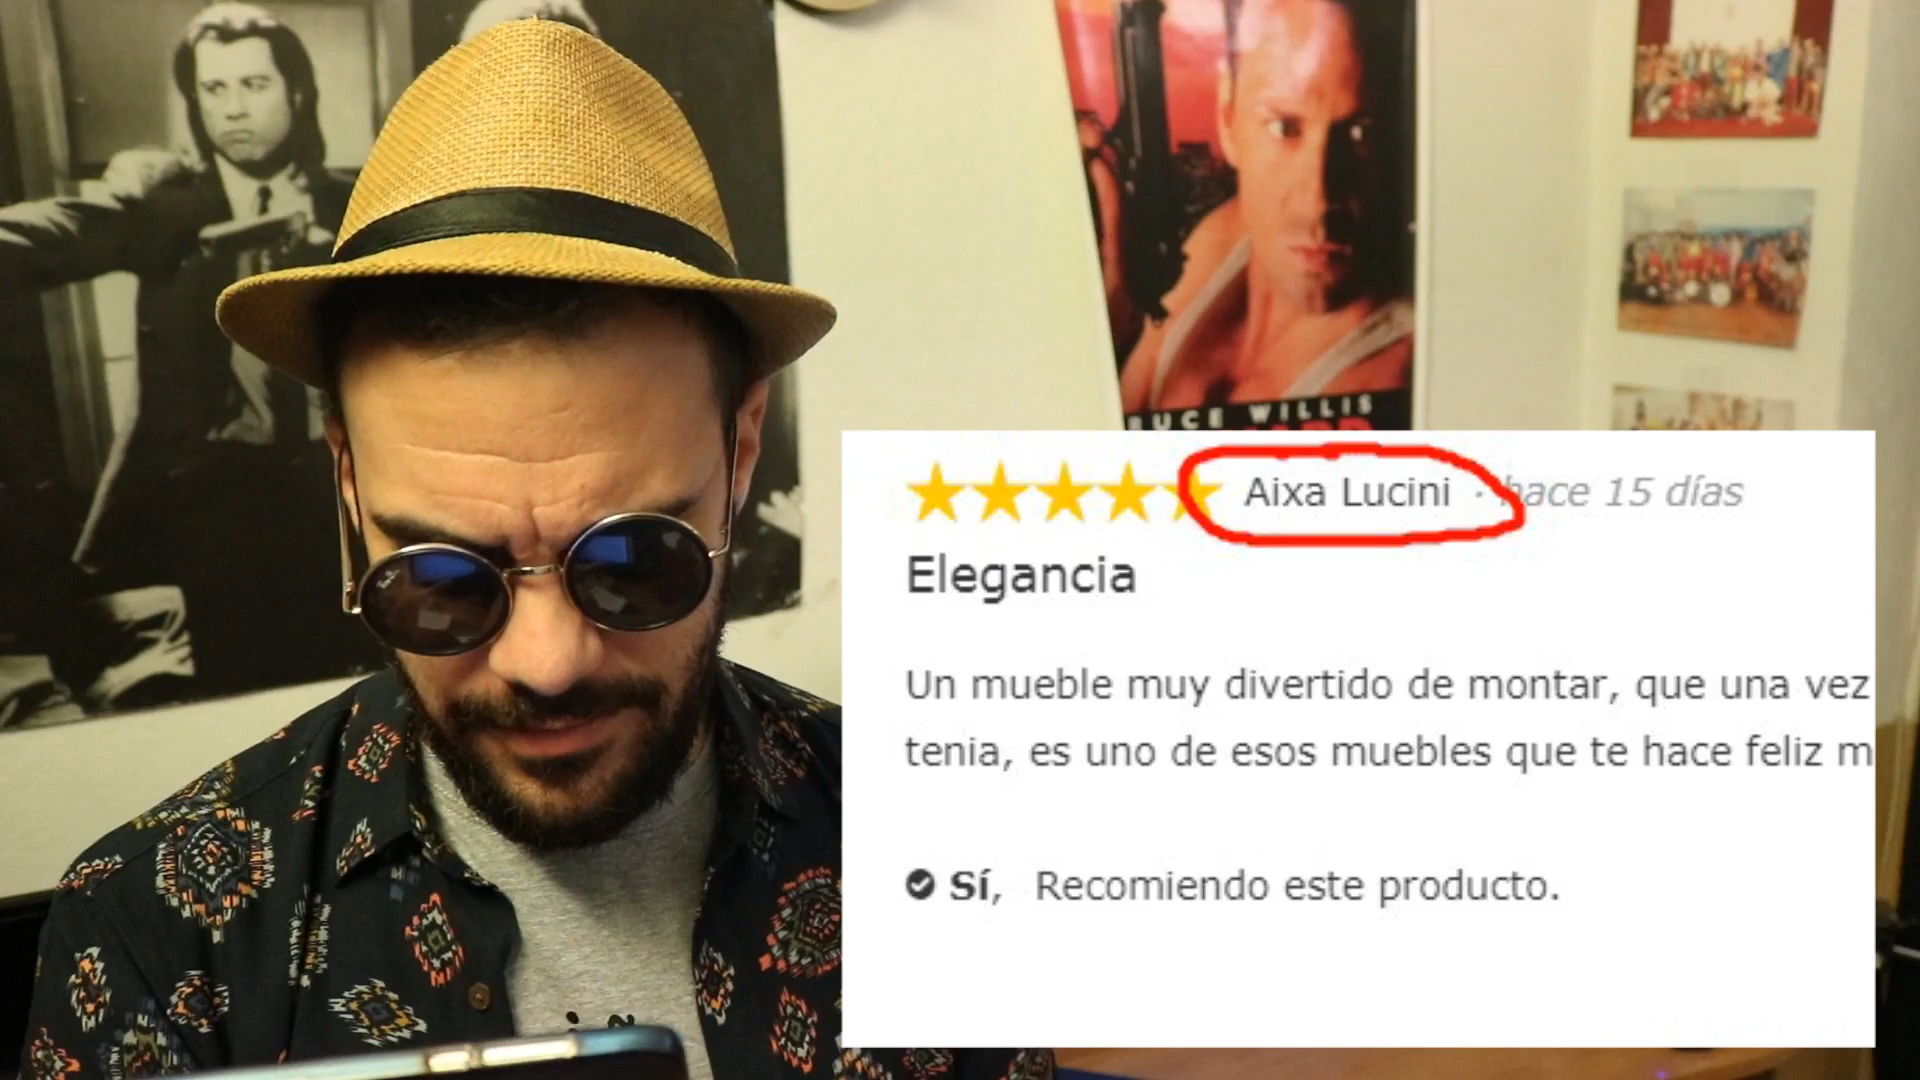 BRUCE WILLIS
Aixa Lucini · hace 15 días
Elegancia
Un mueble muy divertido de montar, que una vez
tenia, es uno de esos muebles que te hace feliz m
Sí, Recomiendo este producto.